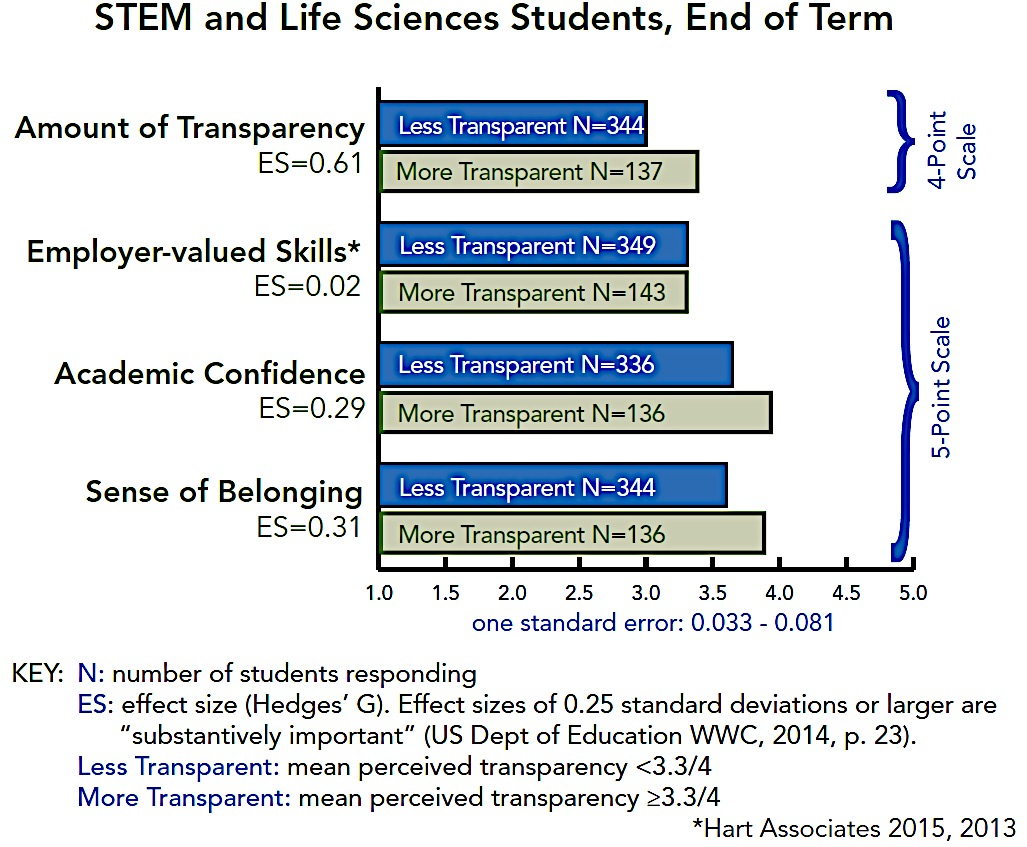 STEM and Life Sciences Students, End of Term
Amount of Transparency
ES=0.61
Less Transparent N=344
More Transparent N=137
4-Point
Scale
Employer-valued Skills*
ES=0.02
Less Transparent N=349
More Transparent N=143
Academic Confidence
ES=0.29
Less Transparent N=336
More Transparent N=136
5-Point Scale
Sense of Belonging
ES=0.31
Less Transparent N=344
More Transparent N=136
1.0 1.5 2.0 2.5 3.0 3.5 4.0 4.5 5.0
one standard error: 0.033 - 0.081
KEY: N: number of students responding
ES: effect size (Hedges’ G). Effect sizes of 0.25 standard deviations or larger are
“substantively important” (US Dept of Education WWC, 2014, p. 23).
Less Transparent: mean perceived transparency <3.3/4
More Transparent: mean perceived transparency ≥3.3/4
*Hart Associates 2015, 2013